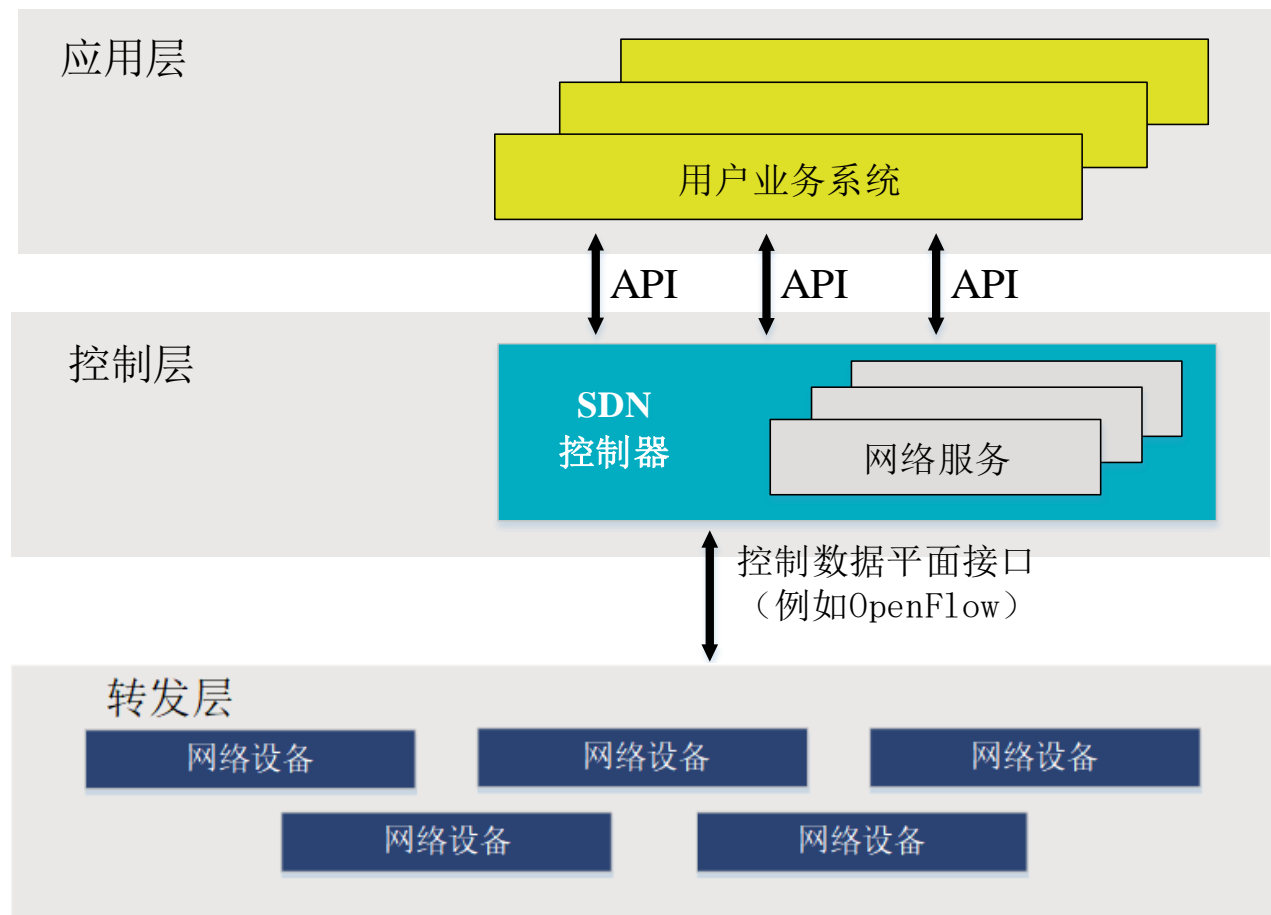 应用层
用户业务系统
API
API
API
控制层
SDN
控制器
网络服务
控制数据平面接口
（例如OpenFlow）
转发层
网络设备
网络设备
网络设备
网络设备
网络设备